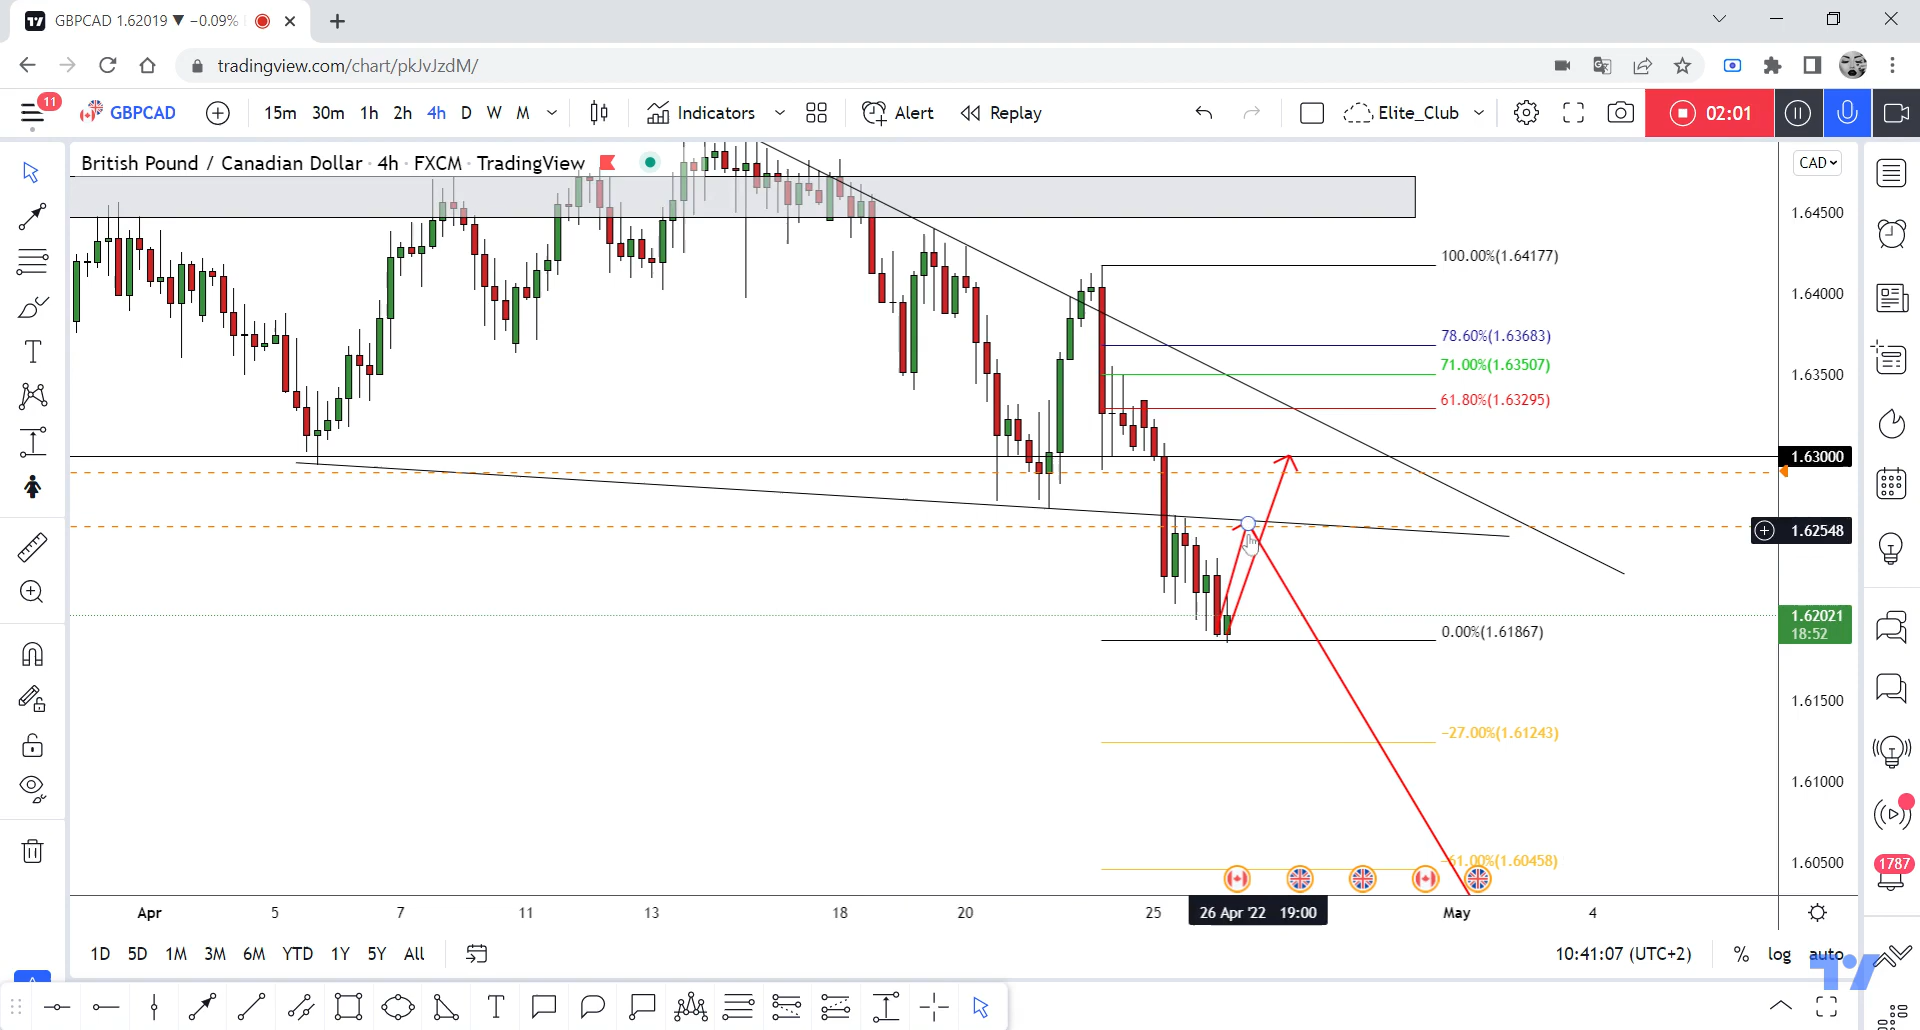 GBPCAD 1.62019 ▼ −0.09%
tradingview.com/chart/pkJvJzdM/
11
GBPCAD
15m 30m 1h 2h 4h D W M
Indicators
Alert
Replay
Elite_Club
02:01
British Pound / Canadian Dollar · 4h · FXCM · TradingView
CAD
1.64500
100.00%(1.64177)
1.64000
78.60%(1.63683)
71.00%(1.63507)
1.63500
61.80%(1.63295)
1.63000
1.62548
1.62021
18:52
0.00%(1.61867)
1.61500
-27.00%(1.61243)
1.61000
-61.00%(1.60458)
1.60500
1787
Apr 5 7 11 13 18 20 25 26 Apr '22 19:00 May 4
1D 5D 1M 3M 6M YTD 1Y 5Y All
10:41:07 (UTC+2) % log auto